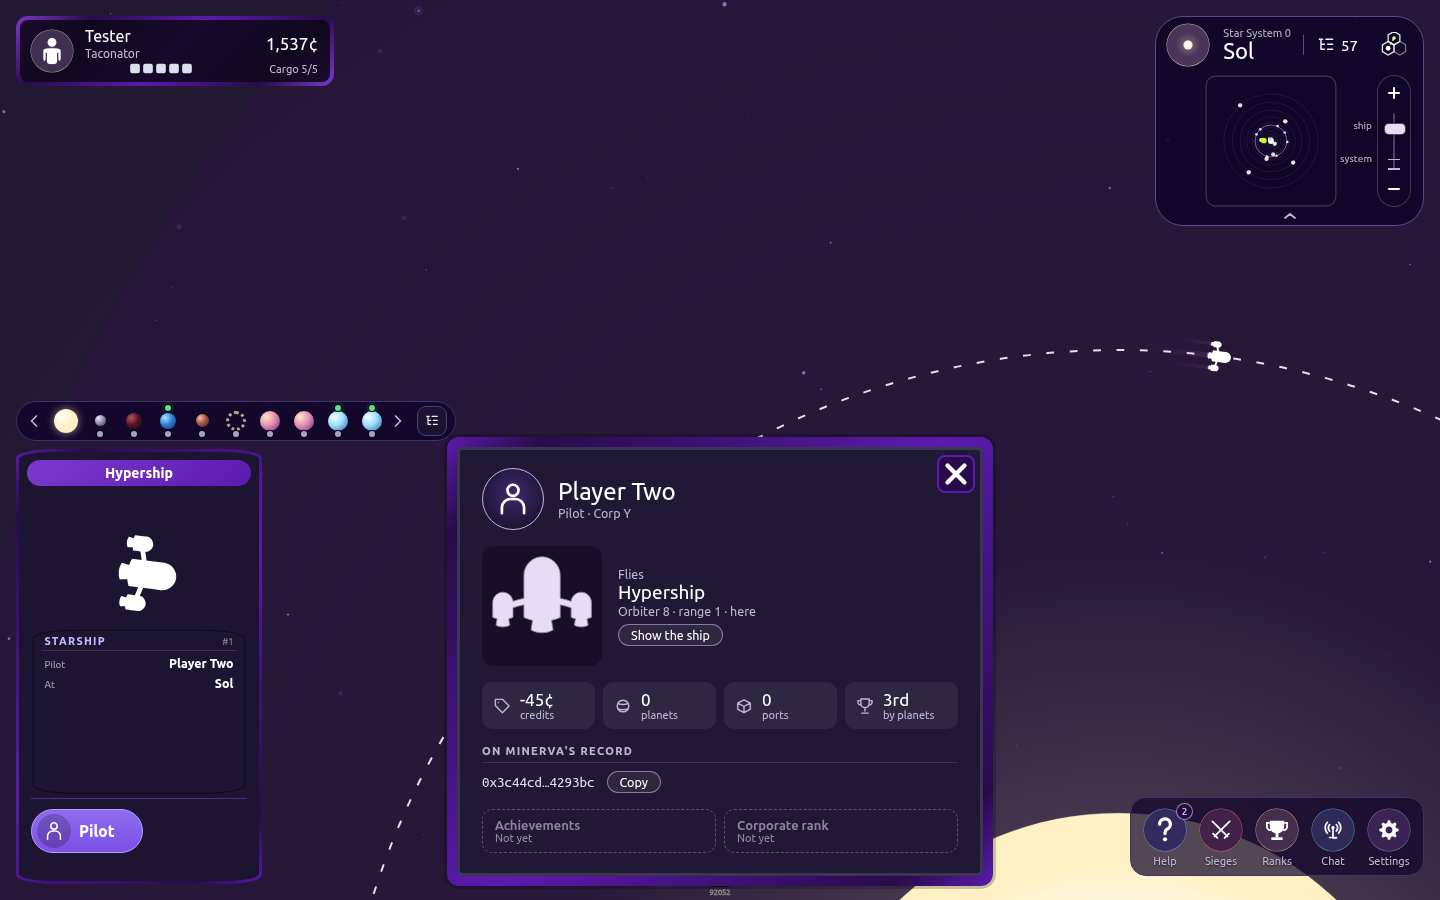 Tester
Taconator
1,537¢
Cargo 5/5
Star System 0
Sol
57
ship
system
Hypership
STARSHIP #1
Pilot Player Two
At Sol
Pilot
Player Two
Pilot · Corp Y
Flies
Hypership
Orbiter 8 · range 1 · here
Show the ship
-45¢
credits
0
planets
0
ports
3rd
by planets
ON MINERVA'S RECORD
0x3c44cd…4293bc
Copy
Achievements
Not yet
Corporate rank
Not yet
2
Help
Sieges
Ranks
Chat
Settings
92052